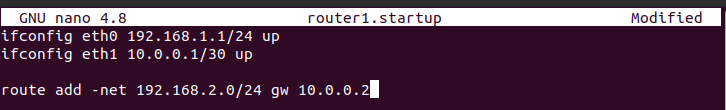 GNU nano 4.8 router1.startup Modified
ifconfig eth0 192.168.1.1/24 up
ifconfig eth1 10.0.0.1/30 up
route add -net 192.168.2.0/24 gw 10.0.0.2